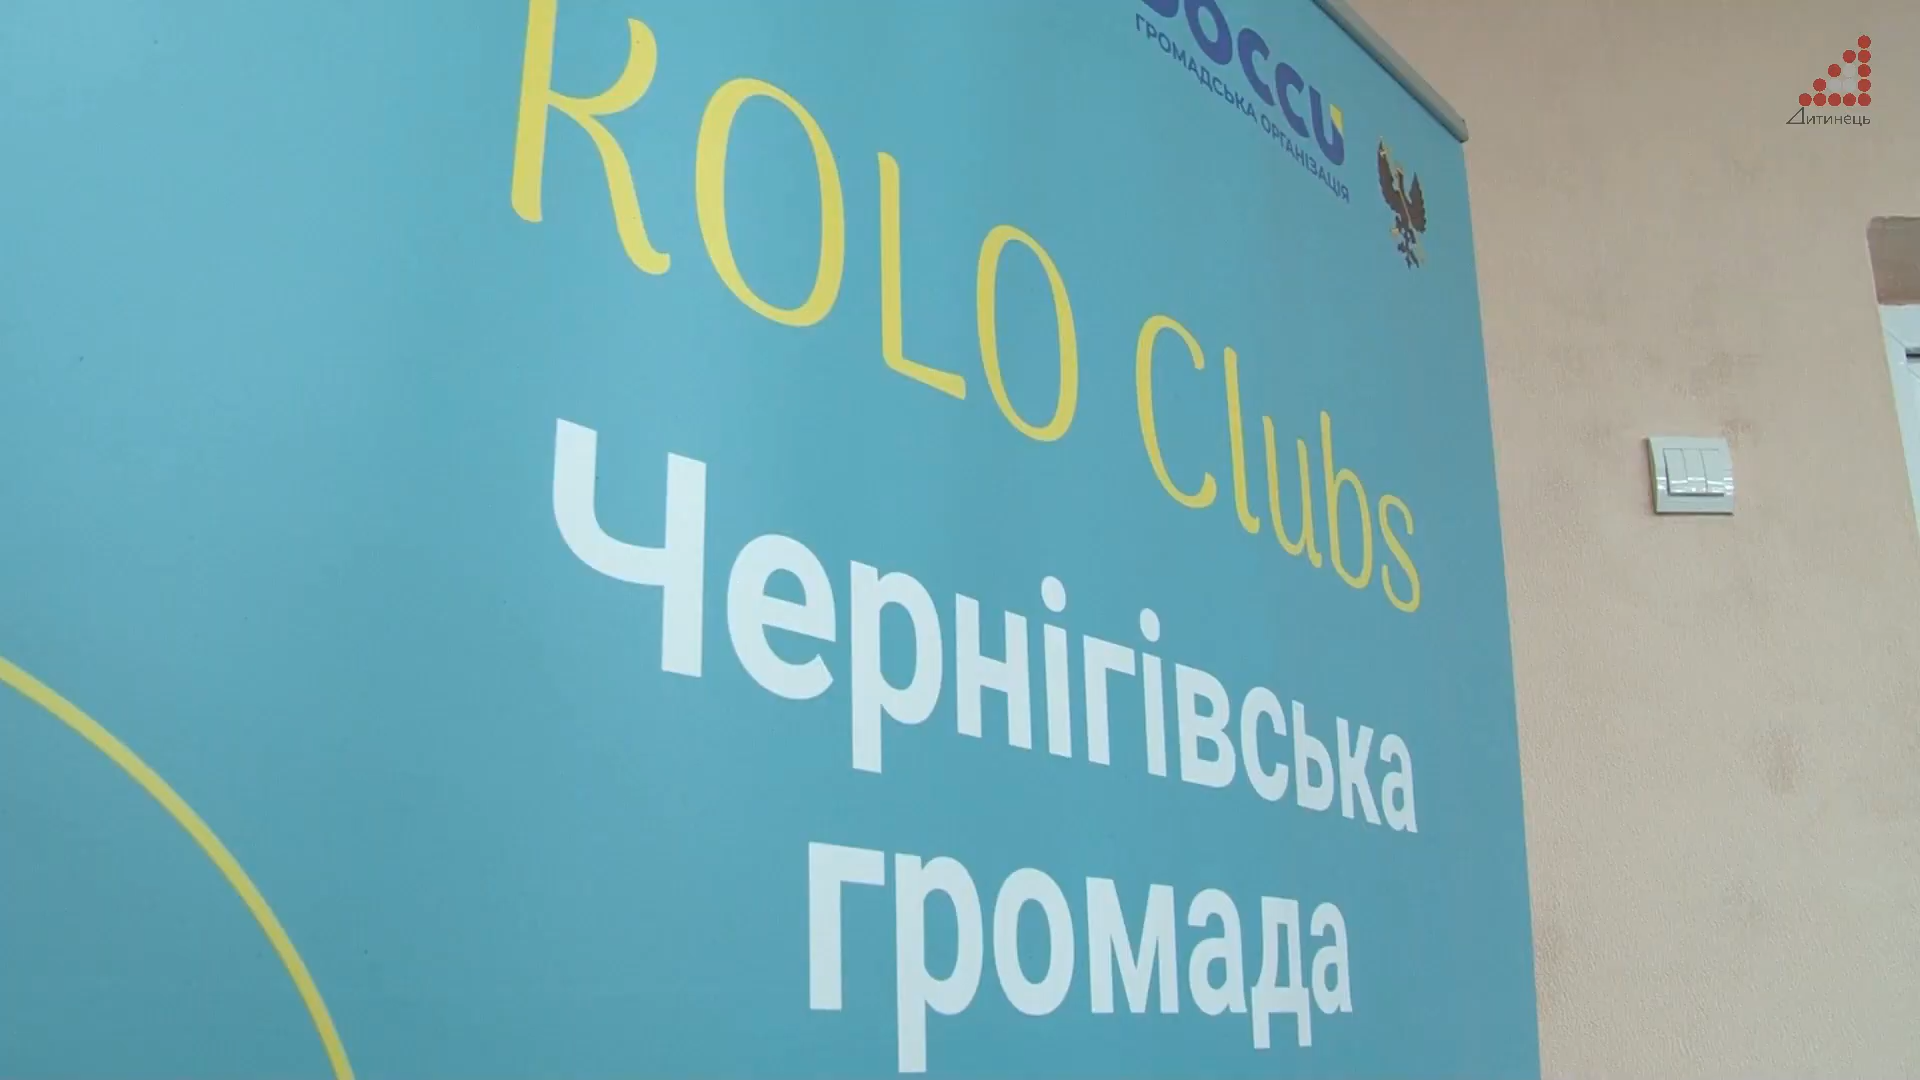 ГРОМАДСЬКА ОРГАНІЗАЦІЯ
KOLO Clubs
Чернігівська
громада
Дитинець